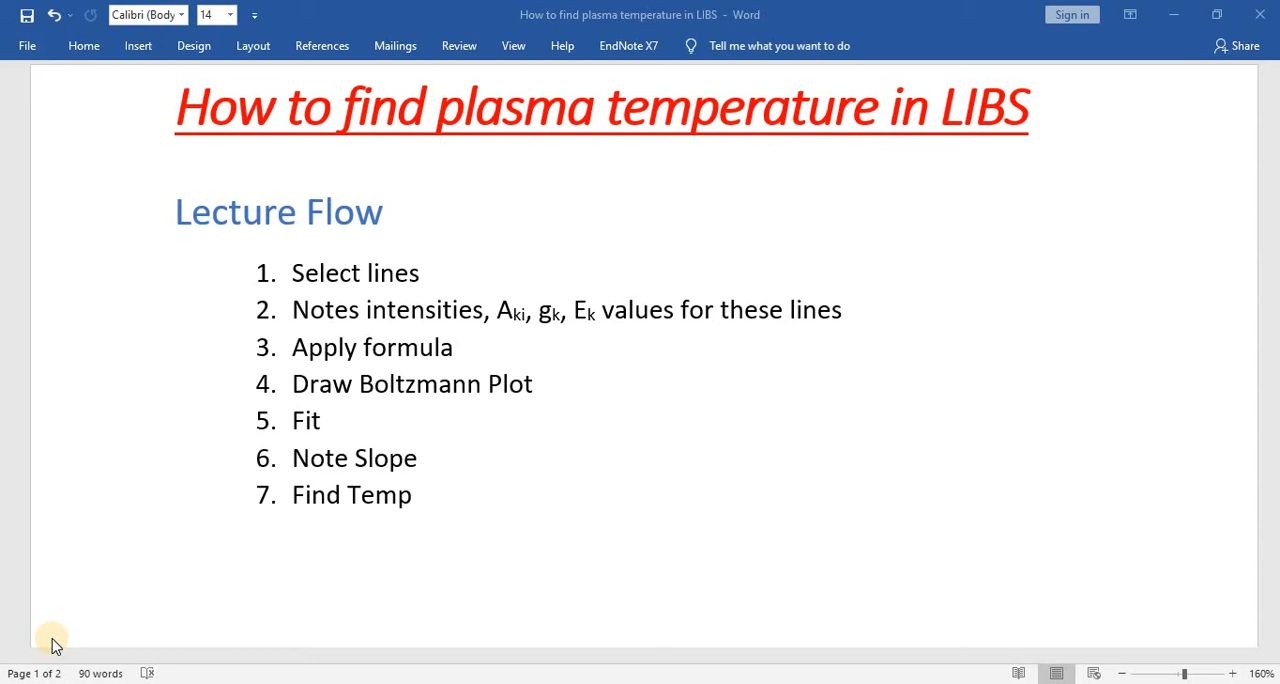 Calibri (Body 14 How to find plasma temperature in LIBS - Word Sign in
File Home Insert Design Layout References Mailings Review View Help EndNote X7 Tell me what you want to do Share
How to find plasma temperature in LIBS
Lecture Flow
1. Select lines
2. Notes intensities, Aki, gk, Ek values for these lines
3. Apply formula
4. Draw Boltzmann Plot
5. Fit
6. Note Slope
7. Find Temp
Page 1 of 2 90 words 160%